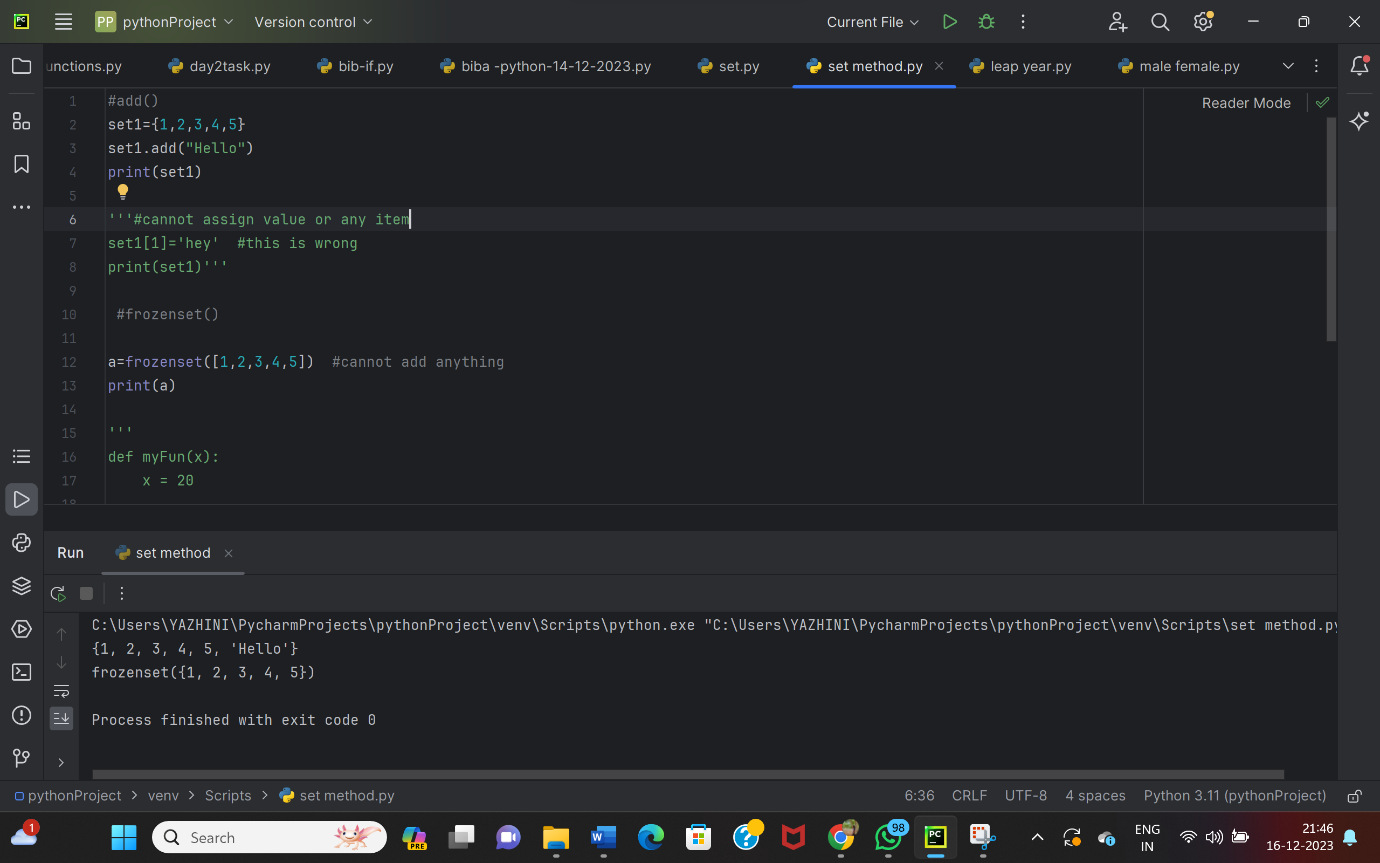 PC
PP pythonProject Version control Current File
unctions.py day2task.py bib-if.py biba -python-14-12-2023.py set.py set method.py leap year.py male female.py
Reader Mode
1 #add()
2 set1={1,2,3,4,5}
3 set1.add("Hello")
4 print(set1)
5
6 '''#cannot assign value or any item
7 set1[1]='hey'  #this is wrong
8 print(set1)'''
9
10 #frozenset()
11
12 a=frozenset([1,2,3,4,5])  #cannot add anything
13 print(a)
14
15 '''
16 def myFun(x):
17     x = 20
18
Run set method
C:\Users\YAZHINI\PycharmProjects\pythonProject\venv\Scripts\python.exe "C:\Users\YAZHINI\PycharmProjects\pythonProject\venv\Scripts\set method.py
{1, 2, 3, 4, 5, 'Hello'}
frozenset({1, 2, 3, 4, 5})
Process finished with exit code 0
pythonProject > venv > Scripts > set method.py 6:36 CRLF UTF-8 4 spaces Python 3.11 (pythonProject)
1 Search PRE W 98 PC ENG 21:46
IN 16-12-2023